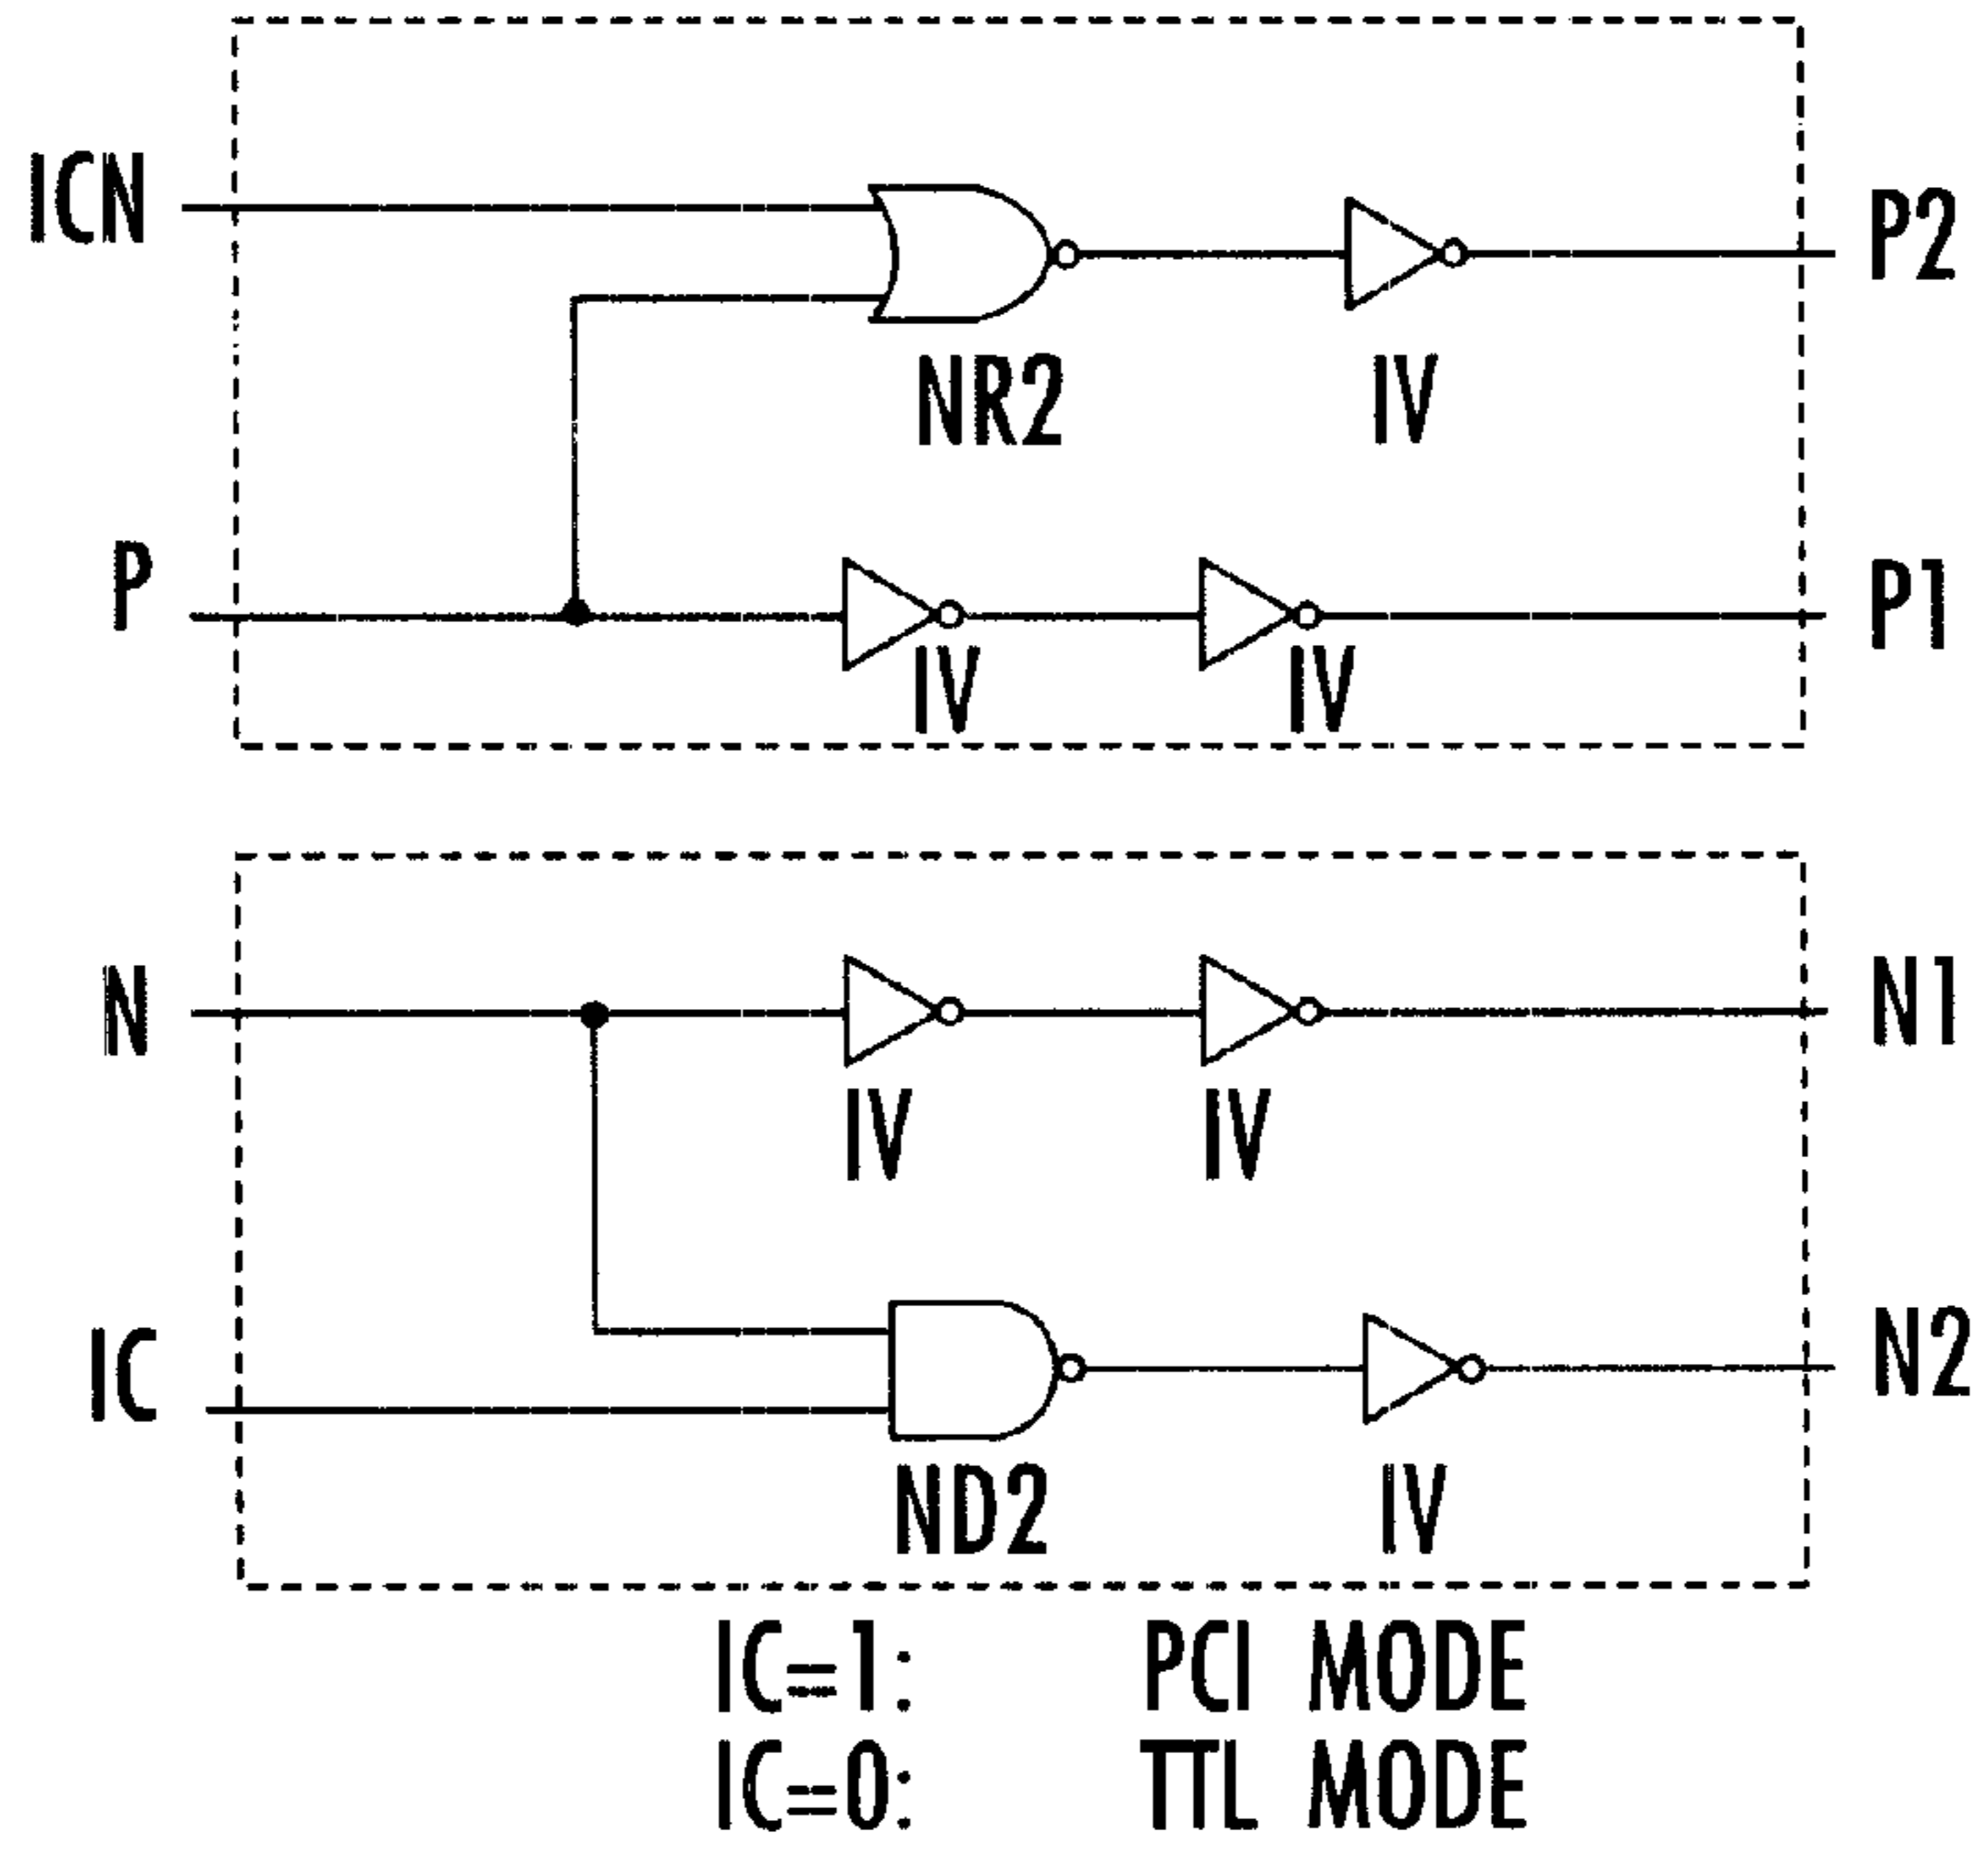 ICN
P2
NR2
IV
P
P1
IV
IV
N
N1
IV
IV
IC
N2
ND2
IV
IC=1: PCI MODE
IC=0: TTL MODE